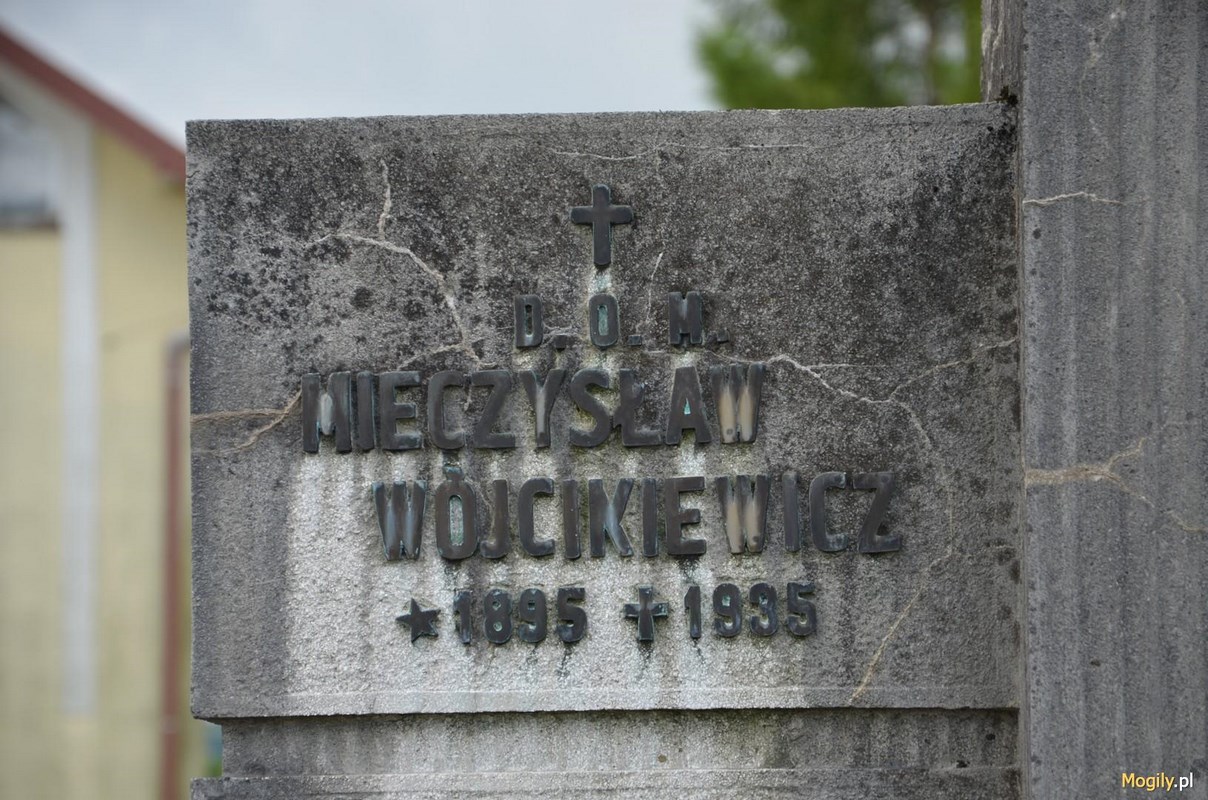 D. O. M.
MIECZYSŁAW
WÓJCIKIEWICZ
★ 1895 ✝ 1935
Mogily.pl